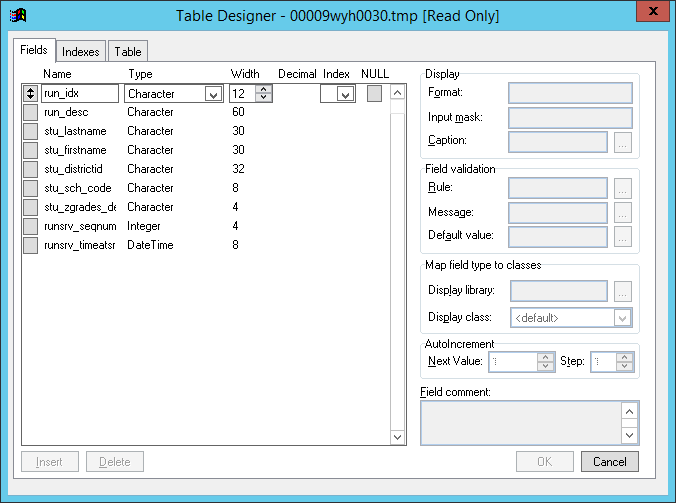 Table Designer - 00009wyh0030.tmp [Read Only]
x
Fields Indexes Table
Name Type Width Decimal Index NULL
run_idx Character 12
run_desc Character 60
stu_lastname Character 30
stu_firstname Character 30
stu_districtid Character 32
stu_sch_code Character 8
stu_zgrades_de Character 4
runsrv_seqnum Integer 4
runsrv_timeatsr DateTime 8
Display
Format:
Input mask:
Caption: ...
Field validation
Rule: ...
Message: ...
Default value: ...
Map field type to classes
Display library: ...
Display class: <default>
AutoIncrement
Next Value: 1 Step: 1
Field comment:
Insert Delete OK Cancel